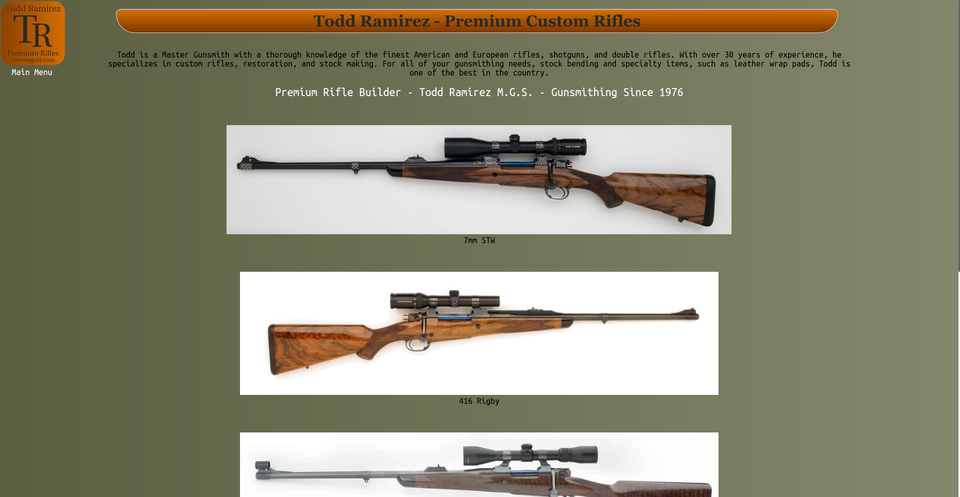 Todd Ramirez
TR
Premium Rifles
Main Menu
Todd Ramirez - Premium Custom Rifles
Todd is a Master Gunsmith with a thorough knowledge of the finest American and European rifles, shotguns, and double rifles. With over 30 years of experience, he
specializes in custom rifles, restoration, and stock making. For all of your gunsmithing needs, stock bending and specialty items, such as leather wrap pads, Todd is
one of the best in the country.
Premium Rifle Builder - Todd Ramirez M.G.S. - Gunsmithing Since 1976
7mm STW
416 Rigby